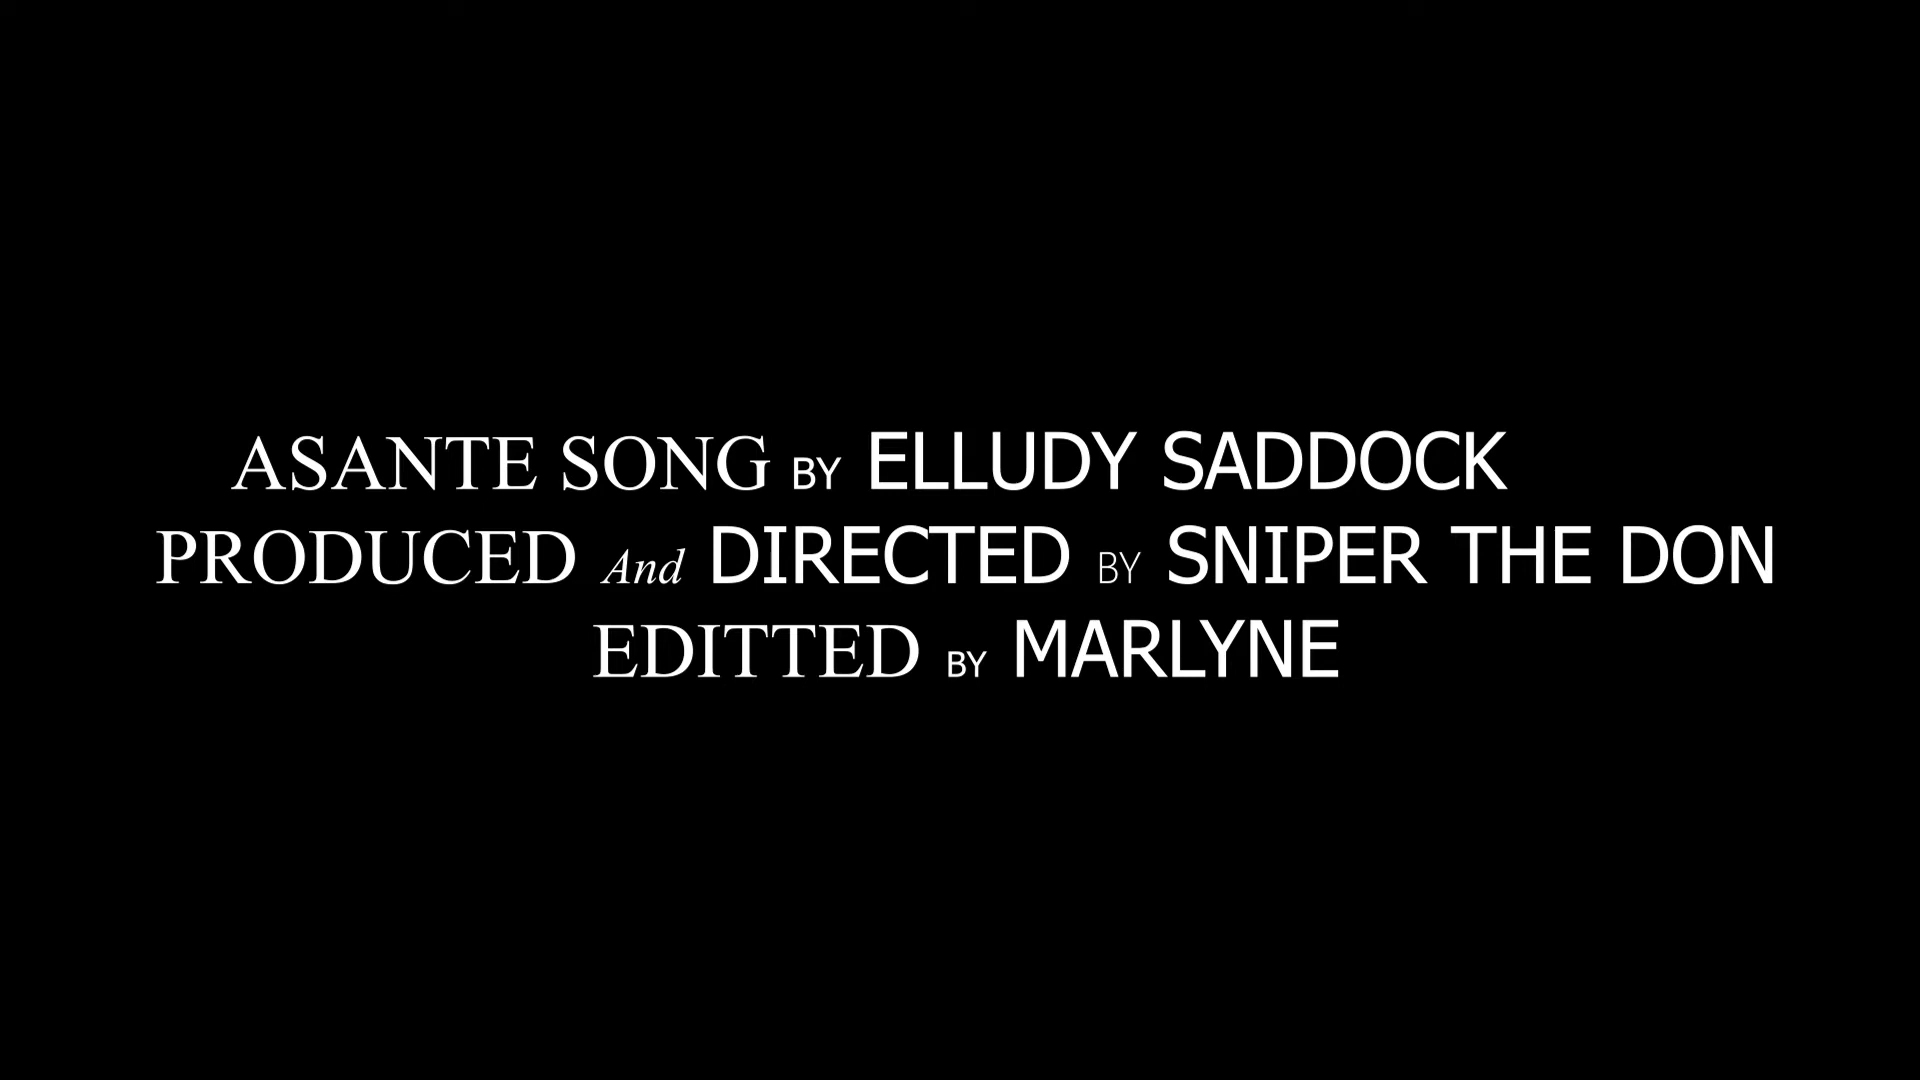 ASANTE SONG BY ELLUDY SADDOCK
PRODUCED And DIRECTED BY SNIPER THE DON
EDITTED BY MARLYNE